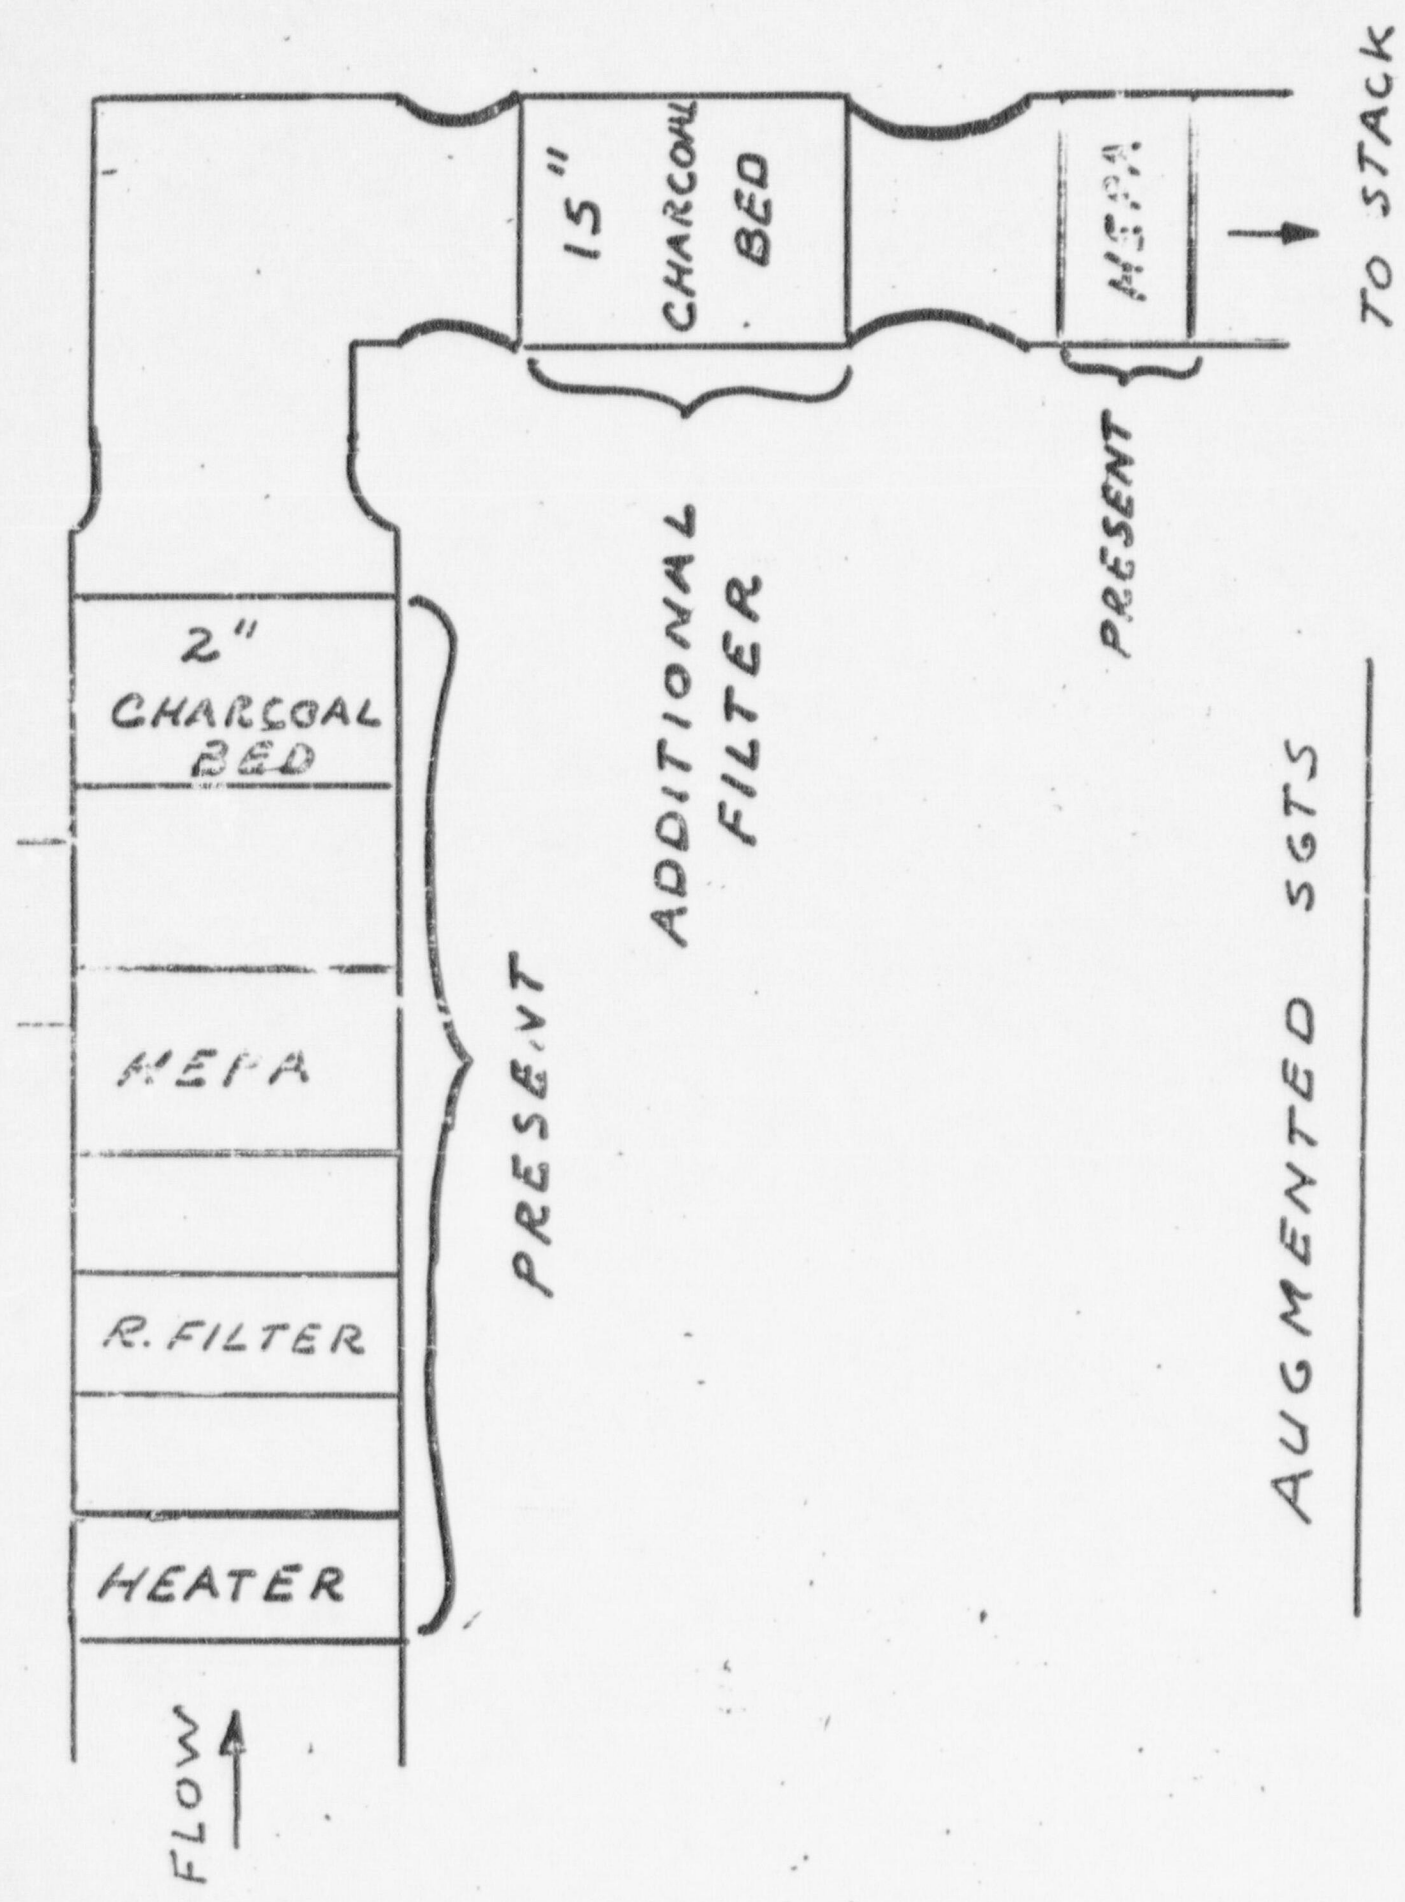 FLOW
HEATER
R. FILTER
HEPA
2"
CHARCOAL
BED
PRESENT
15"
CHARCOAL
BED
ADDITIONAL
FILTER
HEPA
PRESENT
TO STACK
AUGMENTED SGTS